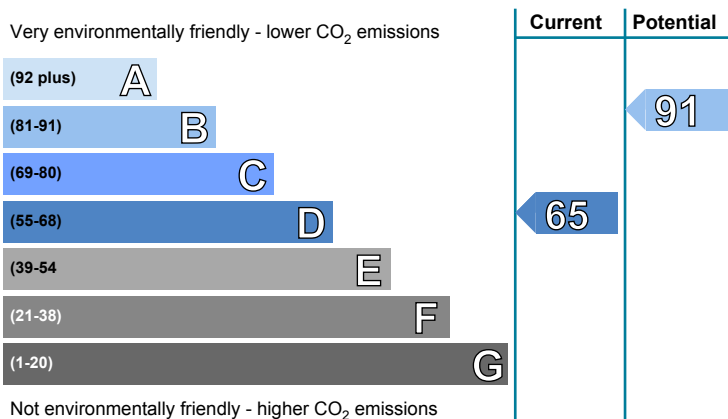 Current Potential
Very environmentally friendly - lower CO2 emissions
(92 plus) A
91
(81-91) B
(69-80) C
(55-68) D 65
(39-54 E
(21-38) F
(1-20) G
Not environmentally friendly - higher CO2 emissions